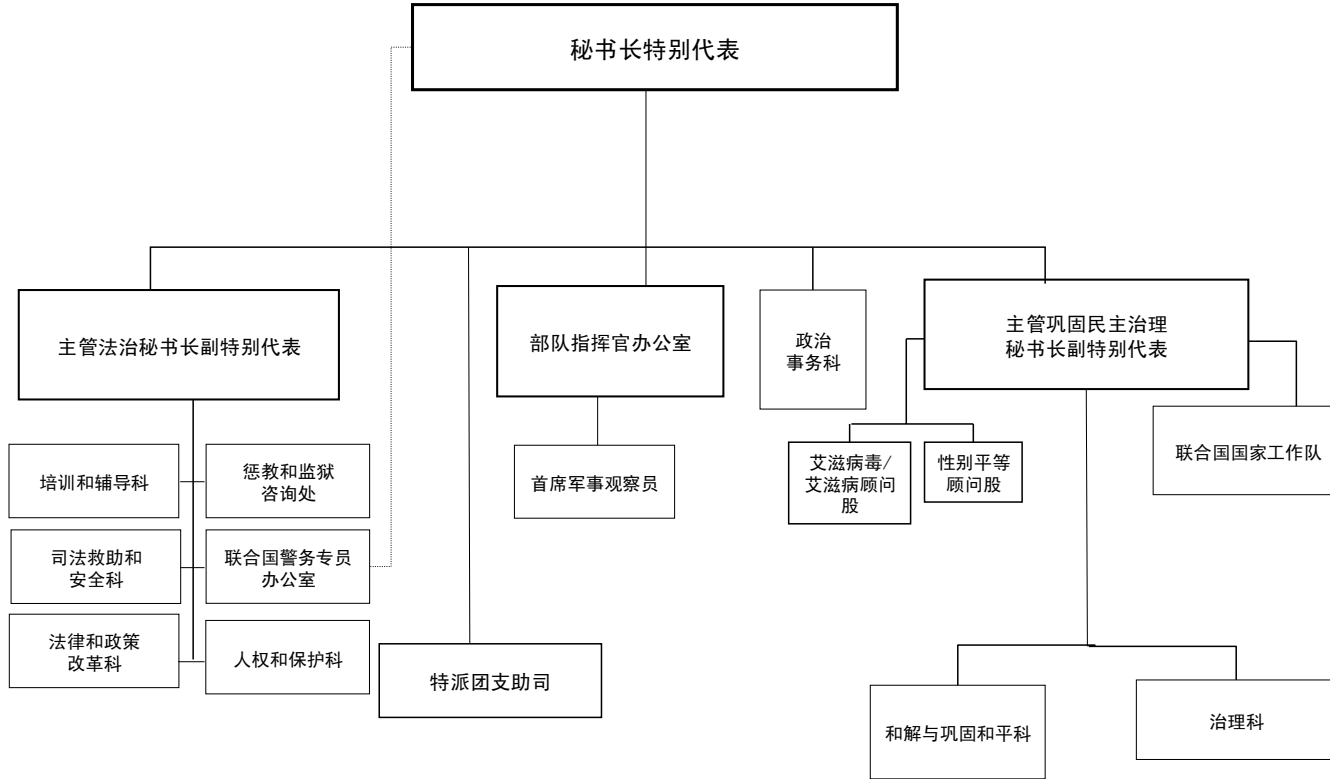 秘书长特别代表
主管法治秘书长副特别代表
部队指挥官办公室
政治
事务科
主管巩固民主治理
秘书长副特别代表
培训和辅导科
惩教和监狱
咨询处
首席军事观察员
艾滋病毒/
艾滋病顾问
股
性别平等
顾问股
联合国国家工作队
司法救助和
安全科
联合国警务专员
办公室
法律和政策
改革科
人权和保护科
特派团支助司
和解与巩固和平科
治理科